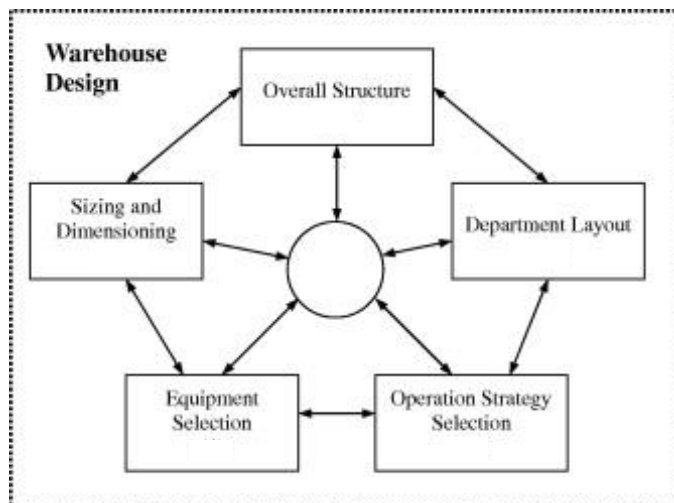 Warehouse
Design
Overall Structure
Sizing and
Dimensioning
Department Layout
Equipment
Selection
Operation Strategy
Selection